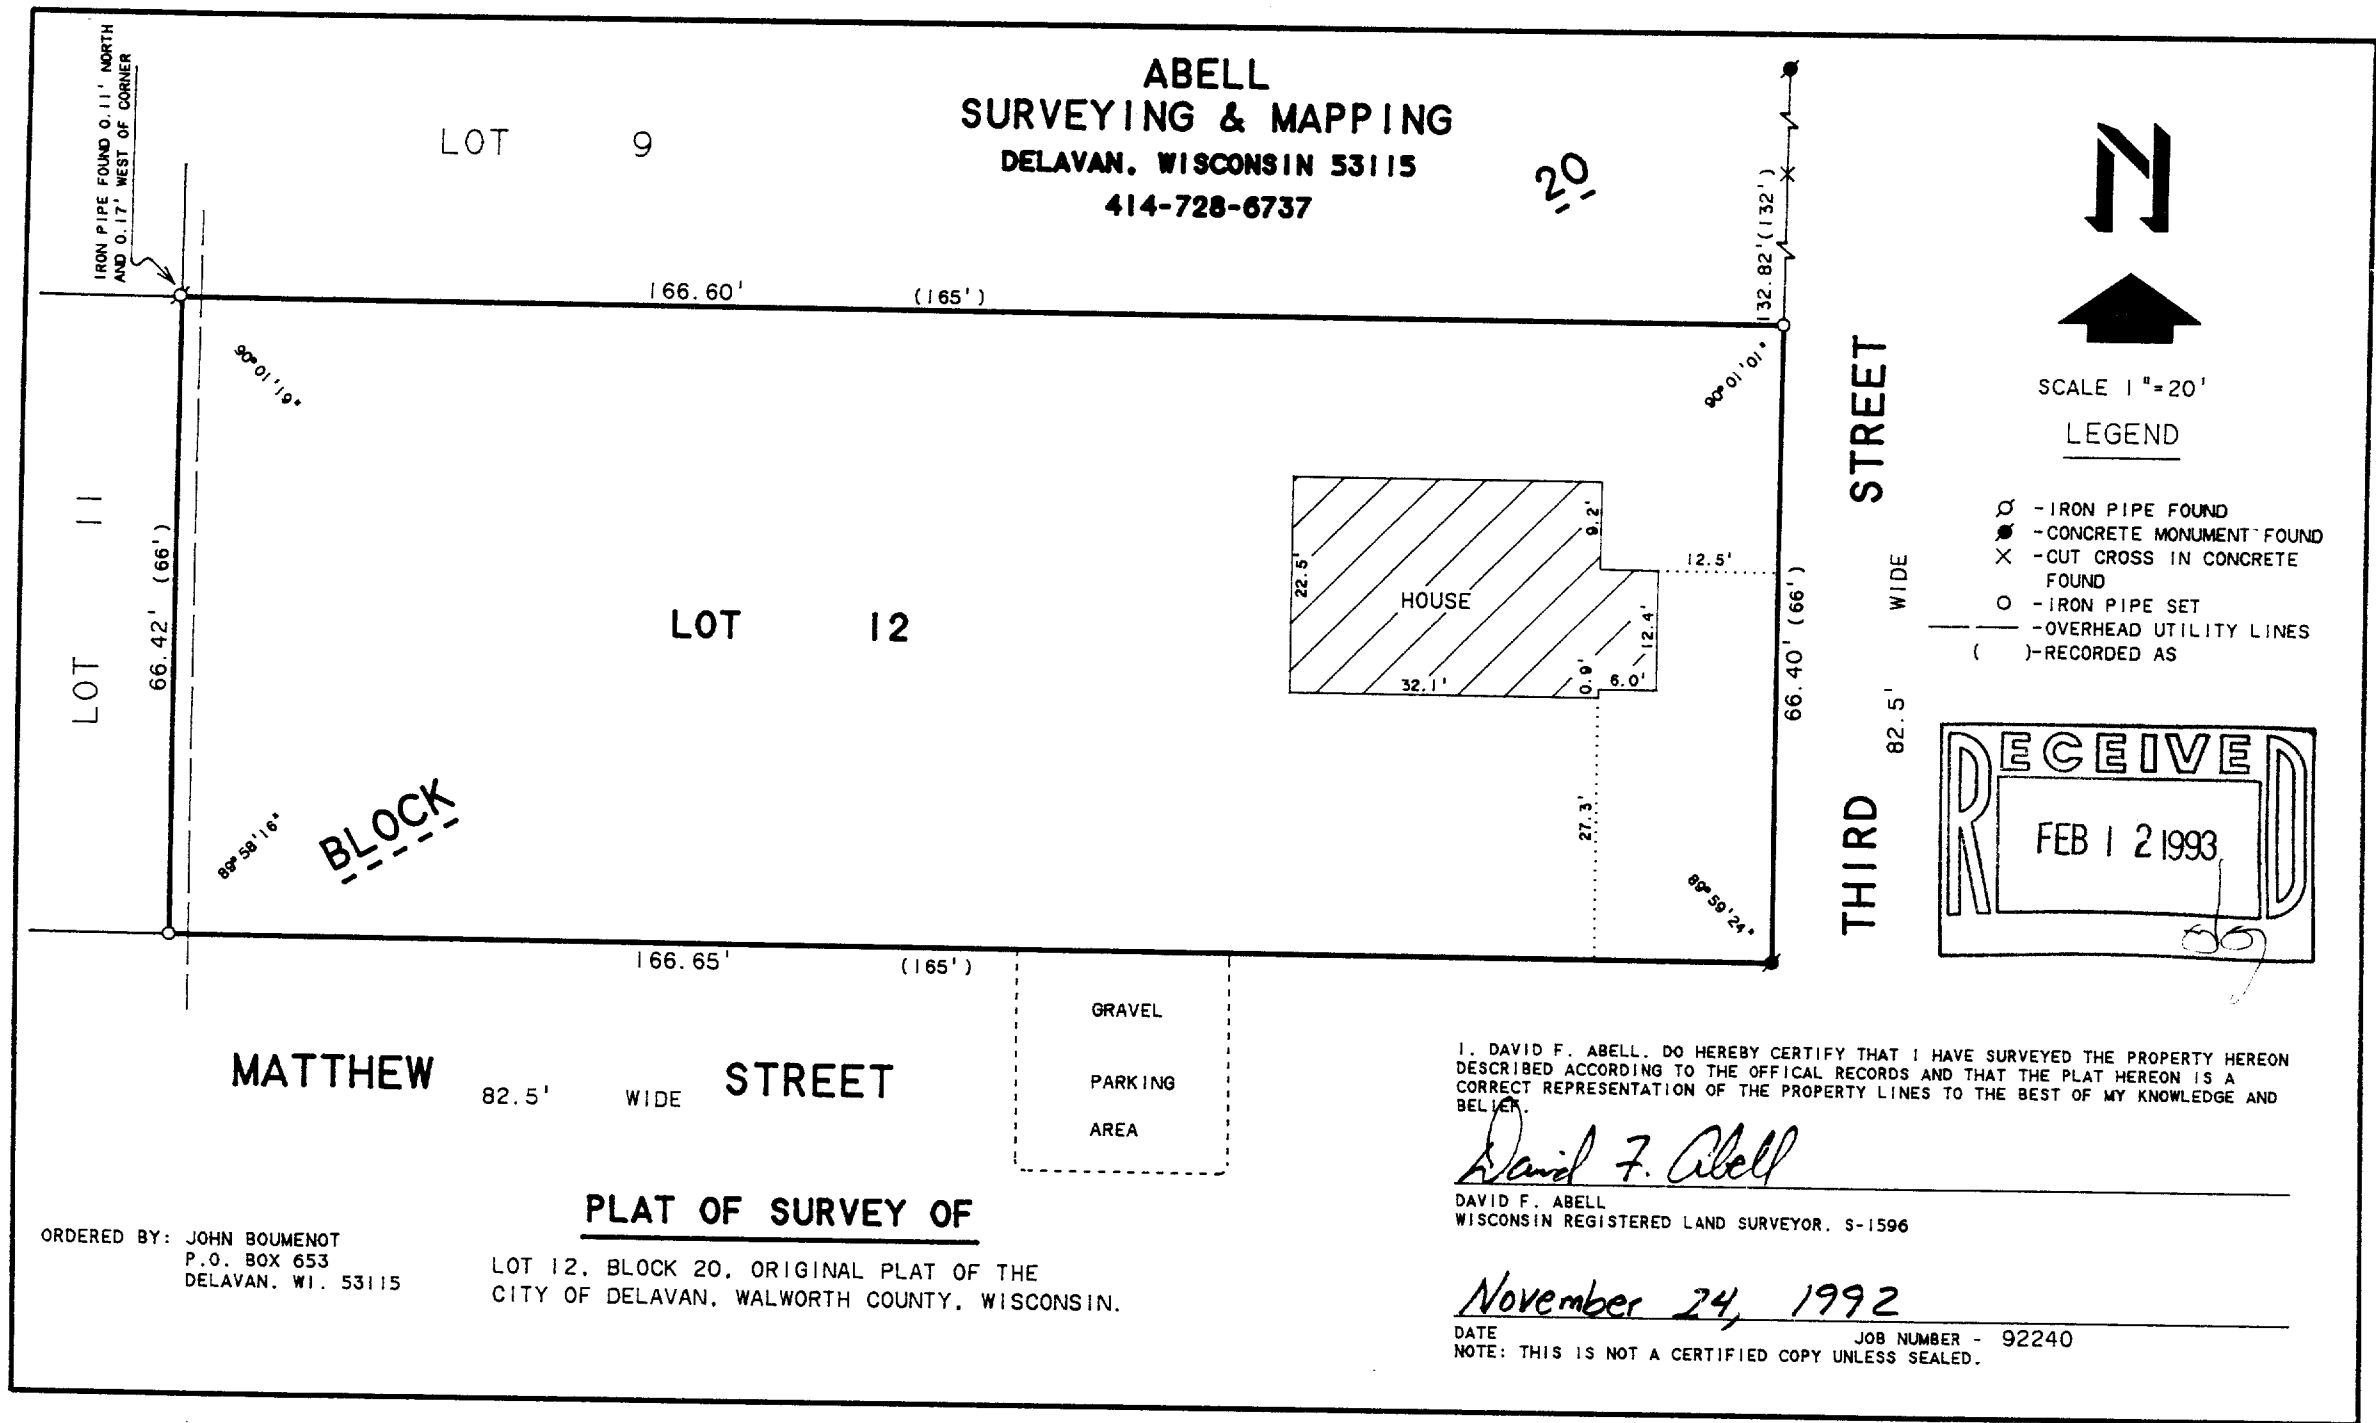 IRON PIPE FOUND 0.11' NORTH
AND 0.17' WEST OF CORNER
LOT 9
ABELL
SURVEYING & MAPPING
DELAVAN. WISCONSIN 53115
414-728-6737
20
132.82' (132')
N
SCALE 1"=20'
LEGEND
-IRON PIPE FOUND
-CONCRETE MONUMENT FOUND
-CUT CROSS IN CONCRETE
FOUND
-IRON PIPE SET
-OVERHEAD UTILITY LINES
( )-RECORDED AS
166.60' (165')
90°01'19"
90°01'01"
LOT 11
66.42' (66')
LOT 12
HOUSE
22.5'
9.2'
12.5'
12.4'
32.1'
0.9'
6.0'
27.3'
66.40' (66')
THIRD STREET
82.5' WIDE
89°58'16"
BLOCK
89°59'24"
166.65' (165')
RECEIVED
FEB 12 1993
MATTHEW 82.5' WIDE STREET
GRAVEL
PARKING
AREA
I. DAVID F. ABELL. DO HEREBY CERTIFY THAT I HAVE SURVEYED THE PROPERTY HEREON
DESCRIBED ACCORDING TO THE OFFICAL RECORDS AND THAT THE PLAT HEREON IS A
CORRECT REPRESENTATION OF THE PROPERTY LINES TO THE BEST OF MY KNOWLEDGE AND
BELIEF.
David F. Abell
DAVID F. ABELL
WISCONSIN REGISTERED LAND SURVEYOR. S-1596
November 24, 1992
DATE JOB NUMBER - 92240
NOTE: THIS IS NOT A CERTIFIED COPY UNLESS SEALED.
PLAT OF SURVEY OF
LOT 12. BLOCK 20. ORIGINAL PLAT OF THE
CITY OF DELAVAN. WALWORTH COUNTY. WISCONSIN.
ORDERED BY: JOHN BOUMENOT
P.O. BOX 653
DELAVAN. WI. 53115